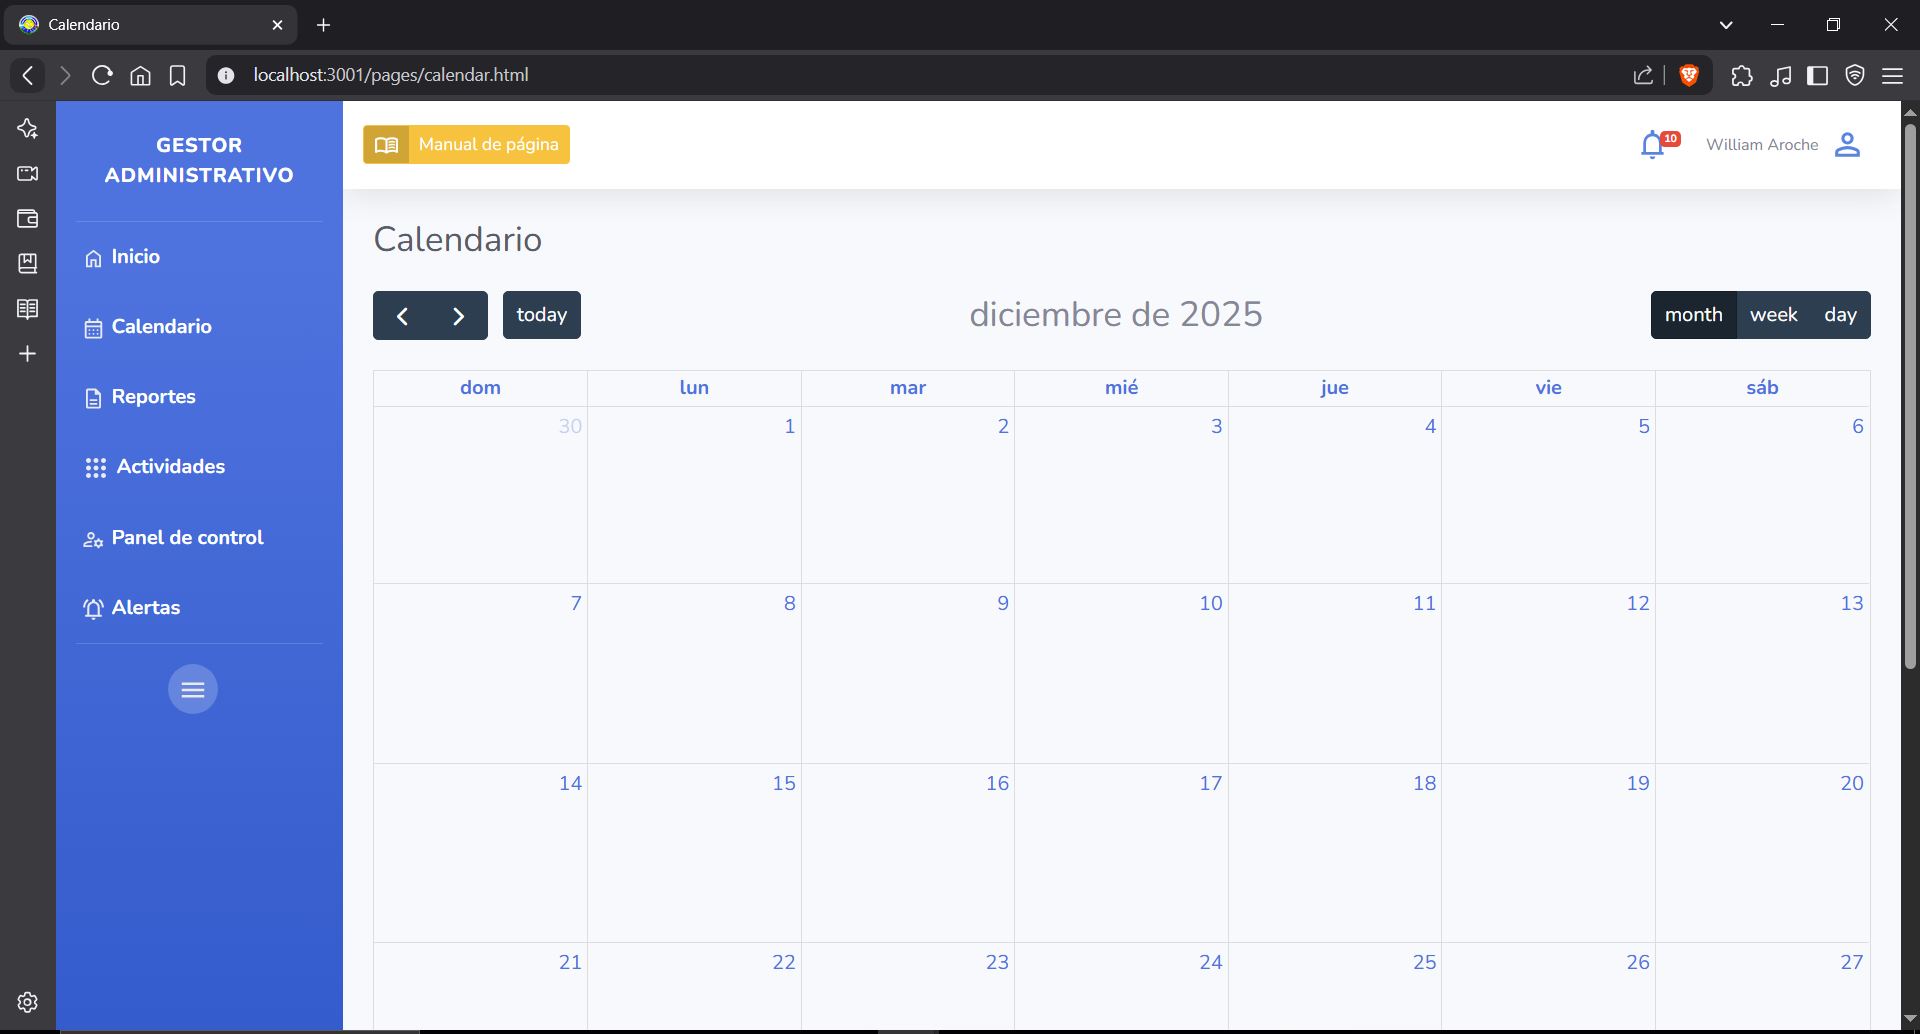 Calendario
localhost:3001/pages/calendar.html
GESTOR
ADMINISTRATIVO
Inicio
Calendario
Reportes
Actividades
Panel de control
Alertas
Manual de página
10
William Aroche
Calendario
today
diciembre de 2025
month week day
dom lun mar mié jue vie sáb
30 1 2 3 4 5 6
7 8 9 10 11 12 13
14 15 16 17 18 19 20
21 22 23 24 25 26 27